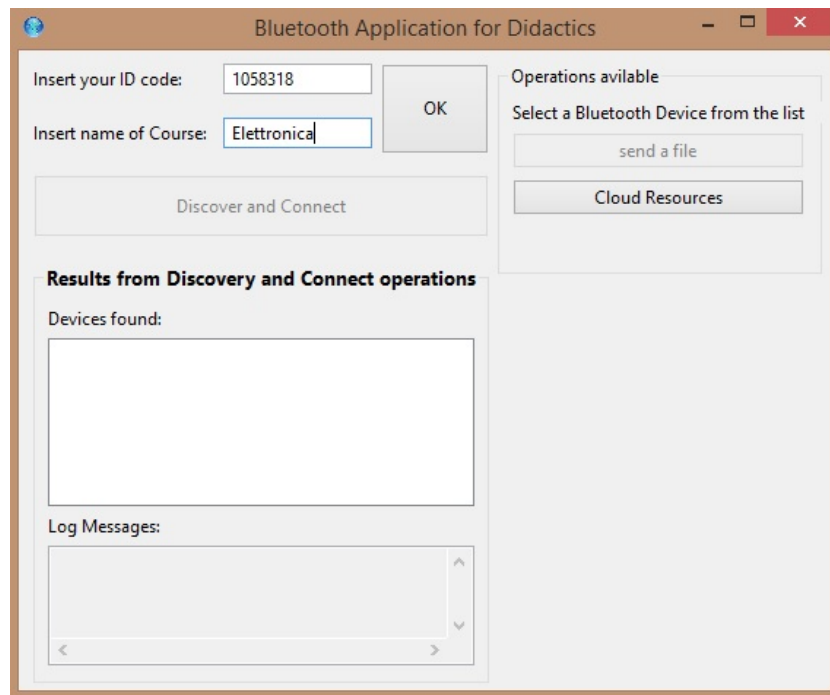 Bluetooth Application for Didactics
Insert your ID code:
1058318
OK
Insert name of Course:
Elettronica
Discover and Connect
Operations avilable
Select a Bluetooth Device from the list
send a file
Cloud Resources
Results from Discovery and Connect operations
Devices found:
Log Messages: